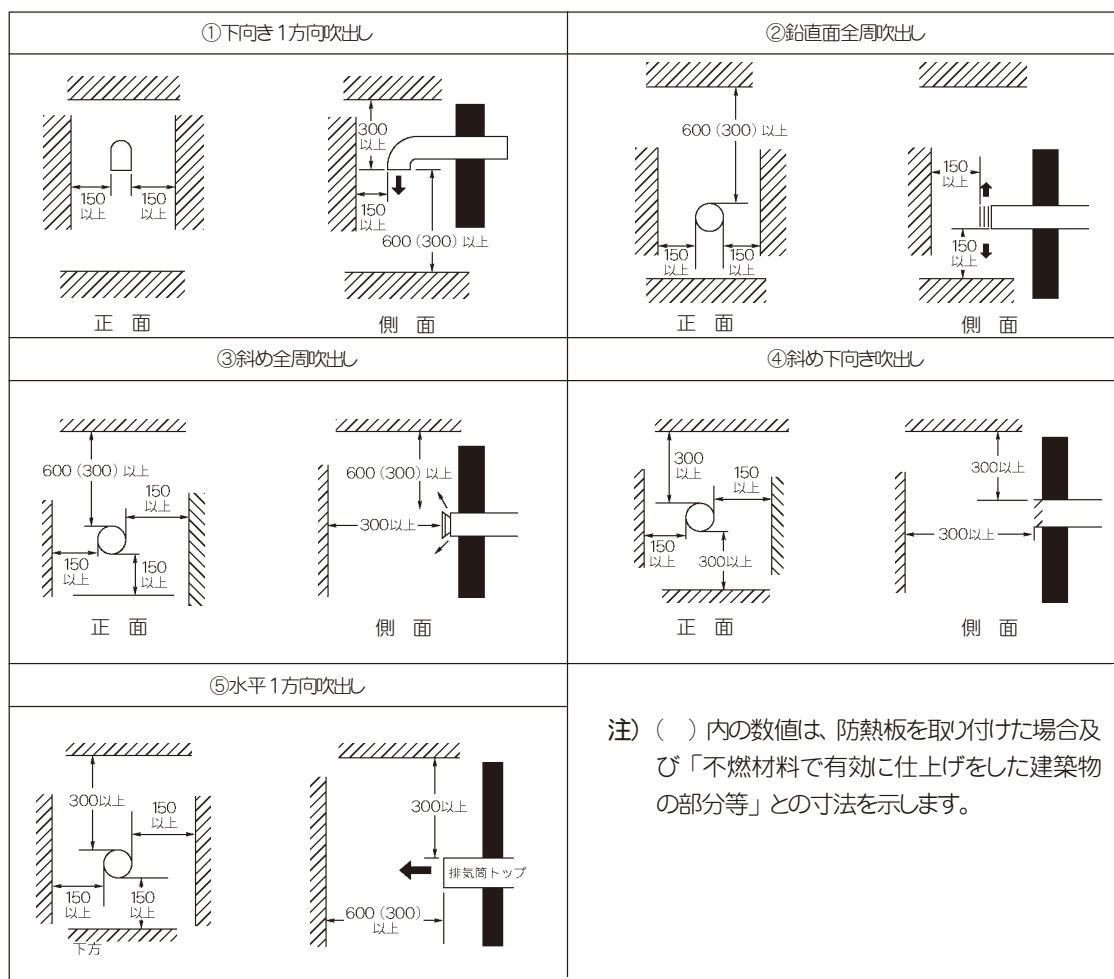 ①下向き1方向吹出し
300
以上
150
以上
150
以上
150
以上
600（300）以上
正 面
側 面
②鉛直面全周吹出し
600（300）以上
150
以上
150
以上
150
以上
150
以上
正 面
側 面
③斜め全周吹出し
600（300）以上
150
以上
150
以上
150
以上
600（300）以上
300以上
正 面
側 面
④斜め下向き吹出し
300
以上
150
以上
150
以上
300以上
300以上
300以上
正 面
側 面
⑤水平1方向吹出し
300以上
150
以上
150
以上
150
以上
下方
300以上
排気筒トップ
600（300）
以上
注）（ ）内の数値は、防熱板を取り付けた場合及
び「不燃材料で有効に仕上げをした建築物
の部分等」との寸法を示します。